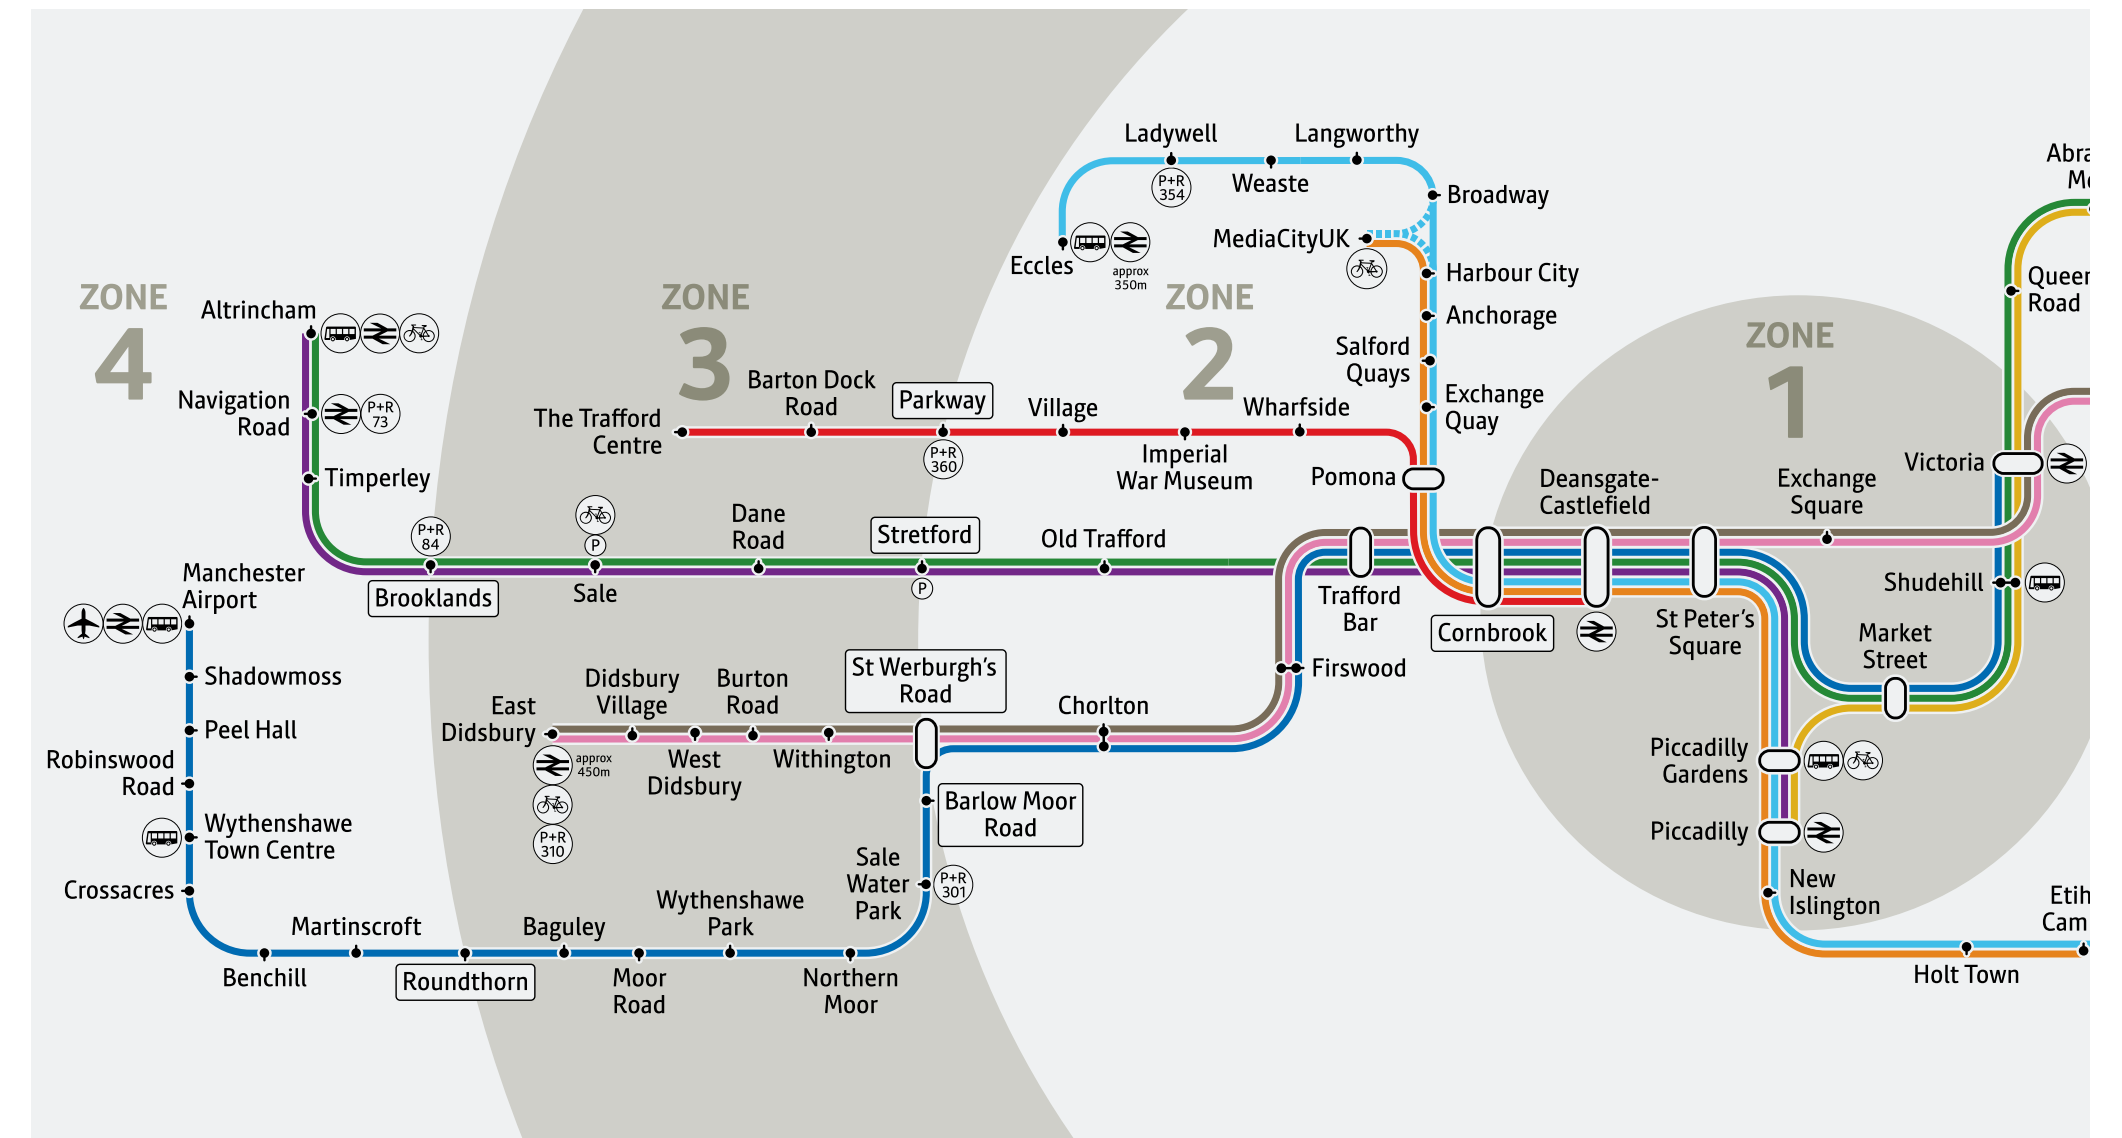 ZONE
4
ZONE
3
ZONE
2
ZONE
1
Altrincham
Navigation
Road
P+R
73
Timperley
P+R
84
Brooklands
P
Sale
Dane
Road
Stretford
P
Old Trafford
Trafford
Bar
The Trafford
Centre
Barton Dock
Road
Parkway
P+R
360
Village
Imperial
War Museum
Wharfside
Pomona
Eccles
approx
350m
Ladywell
P+R
354
Weaste
Langworthy
Broadway
MediaCityUK
Harbour City
Anchorage
Salford
Quays
Exchange
Quay
Cornbrook
Deansgate-
Castlefield
St Peter's
Square
Exchange
Square
Victoria
Shudehill
Market
Street
Piccadilly
Gardens
Piccadilly
New
Islington
Holt Town
Etih
Cam
Queen
Road
Abra
Mo
Manchester
Airport
Shadowmoss
Peel Hall
Robinswood
Road
Wythenshawe
Town Centre
Crossacres
Benchill
Martinscroft
Roundthorn
Baguley
Moor
Road
Wythenshawe
Park
Northern
Moor
Sale
Water
Park
P+R
301
Barlow Moor
Road
St Werburgh's
Road
East
Didsbury
approx
450m
P+R
310
Didsbury
Village
West
Didsbury
Burton
Road
Withington
Chorlton
Firswood